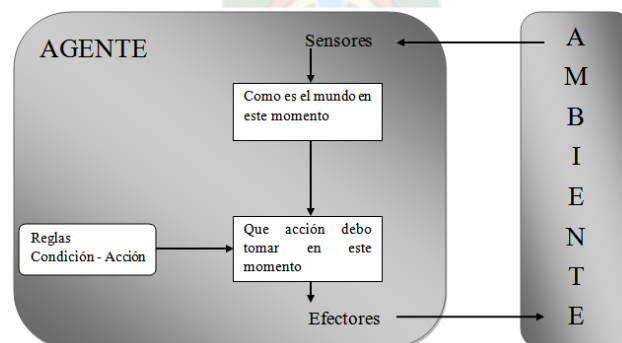 AGENTE
Sensores
Como es el mundo en
este momento
Que acción debo
tomar en este
momento
Reglas
Condición - Acción
Efectores
A
M
B
I
E
N
T
E